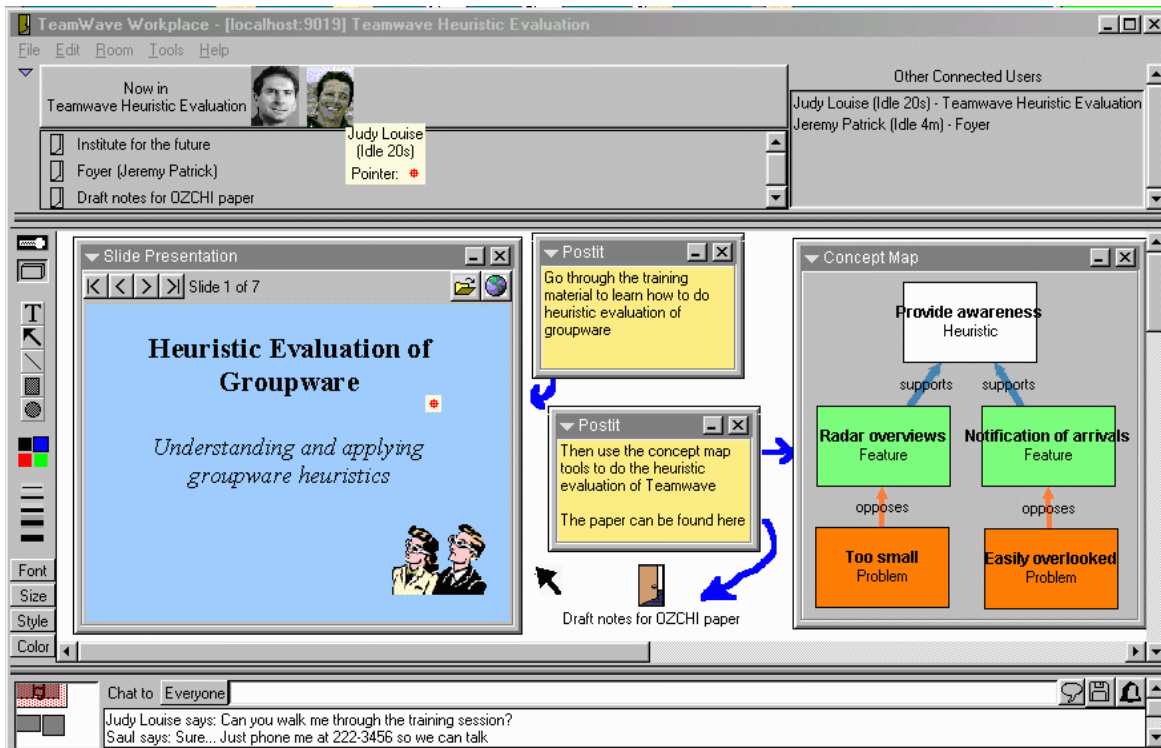 TeamWave Workplace - [localhost:9019] Teamwave Heuristic Evaluation
File Edit Room Tools Help
Now in
Teamwave Heuristic Evaluation
Other Connected Users
Judy Louise (Idle 20s) - Teamwave Heuristic Evaluation
Jeremy Patrick (Idle 4m) - Foyer
Judy Louise
(Idle 20s)
Pointer:
Institute for the future
Foyer (Jeremy Patrick)
Draft notes for OZCHI paper
Slide Presentation
Slide 1 of 7
Heuristic Evaluation of
Groupware
Understanding and applying
groupware heuristics
Postit
Go through the training
material to learn how to do
heuristic evaluation of
groupware
Postit
Then use the concept map
tools to do the heuristic
evaluation of Teamwave
The paper can be found here
Draft notes for OZCHI paper
Concept Map
Provide awareness
Heuristic
supports supports
Radar overviews
Feature
Notification of arrivals
Feature
opposes opposes
Too small
Problem
Easily overlooked
Problem
T
Font
Size
Style
Color
Chat to Everyone
Judy Louise says: Can you walk me through the training session?
Saul says: Sure... Just phone me at 222-3456 so we can talk